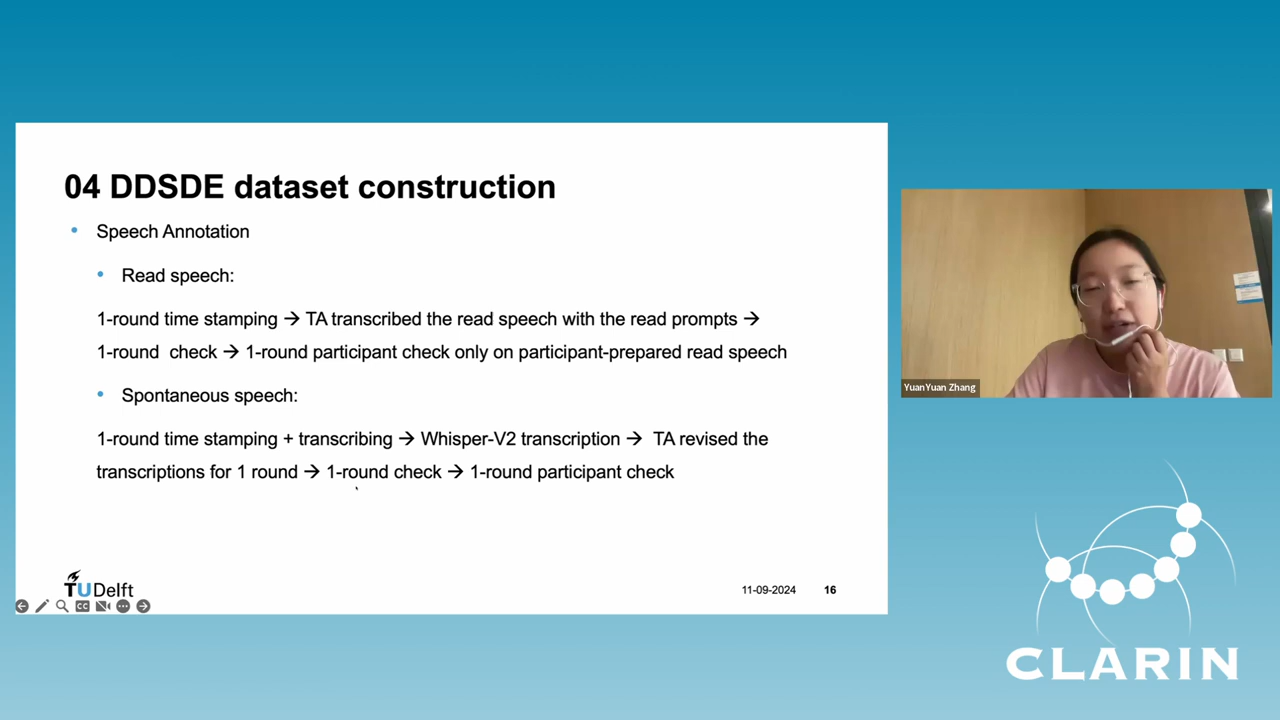 04 DDSDE dataset construction
• Speech Annotation
• Read speech:
1-round time stamping → TA transcribed the read speech with the read prompts →
1-round check → 1-round participant check only on participant-prepared read speech
• Spontaneous speech:
1-round time stamping + transcribing → Whisper-V2 transcription → TA revised the
transcriptions for 1 round → 1-round check → 1-round participant check
TUDelft
11-09-2024
16
CC
YuanYuan Zhang
CLARIN